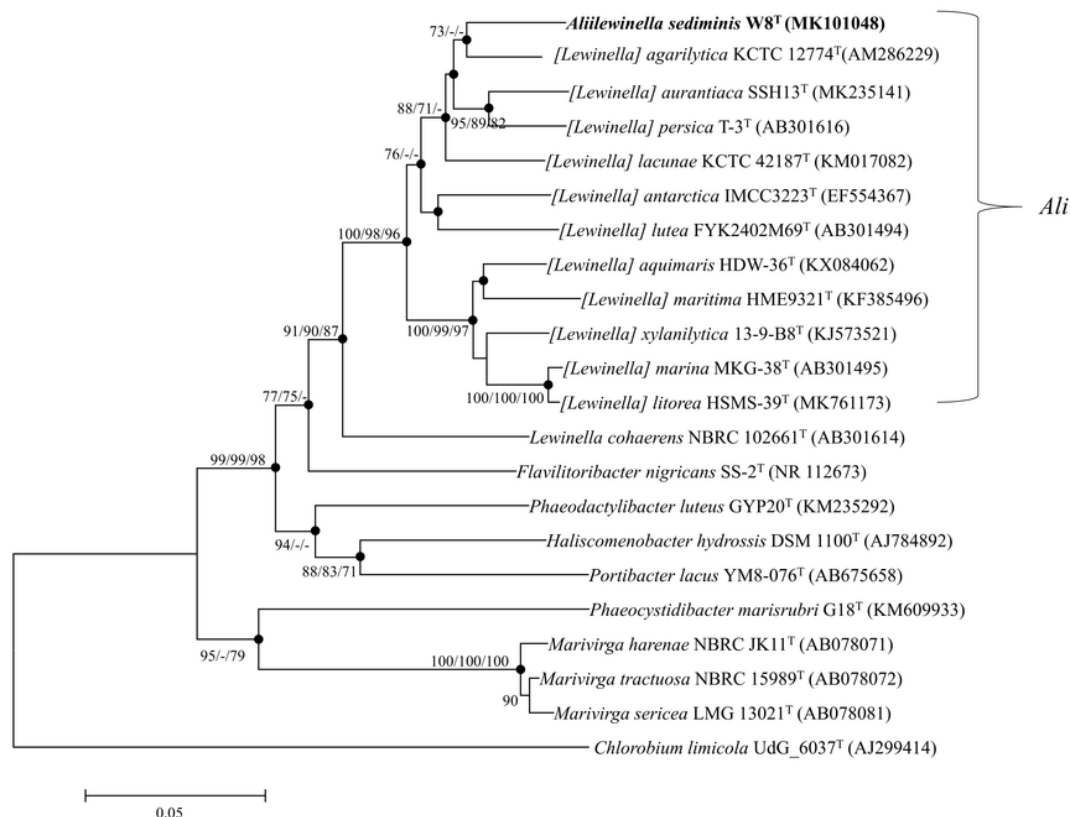 73/-/-
Aliilewinella sediminis W8ᵀ (MK101048)
[Lewinella] agarilytica KCTC 12774ᵀ(AM286229)
[Lewinella] aurantiaca SSH13ᵀ (MK235141)
88/71/-
95/89/82
[Lewinella] persica T-3ᵀ (AB301616)
76/-/-
[Lewinella] lacunae KCTC 42187ᵀ (KM017082)
[Lewinella] antarctica IMCC3223ᵀ (EF554367)
Ali
100/98/96
[Lewinella] lutea FYK2402M69ᵀ (AB301494)
[Lewinella] aquimaris HDW-36ᵀ (KX084062)
[Lewinella] maritima HME9321ᵀ (KF385496)
91/90/87
100/99/97
[Lewinella] xylanilytica 13-9-B8ᵀ (KJ573521)
[Lewinella] marina MKG-38ᵀ (AB301495)
77/75/-
100/100/100
[Lewinella] litorea HSMS-39ᵀ (MK761173)
Lewinella cohaerens NBRC 102661ᵀ (AB301614)
99/99/98
Flavilitoribacter nigricans SS-2ᵀ (NR 112673)
Phaeodactylibacter luteus GYP20ᵀ (KM235292)
94/-/-
Haliscomenobacter hydrossis DSM 1100ᵀ (AJ784892)
88/83/71
Portibacter lacus YM8-076ᵀ (AB675658)
Phaeocystidibacter marisrubri G18ᵀ (KM609933)
95/-/79
Marivirga harenae NBRC JK11ᵀ (AB078071)
100/100/100
Marivirga tractuosa NBRC 15989ᵀ (AB078072)
90
Marivirga sericea LMG 13021ᵀ (AB078081)
Chlorobium limicola UdG_6037ᵀ (AJ299414)
0.05